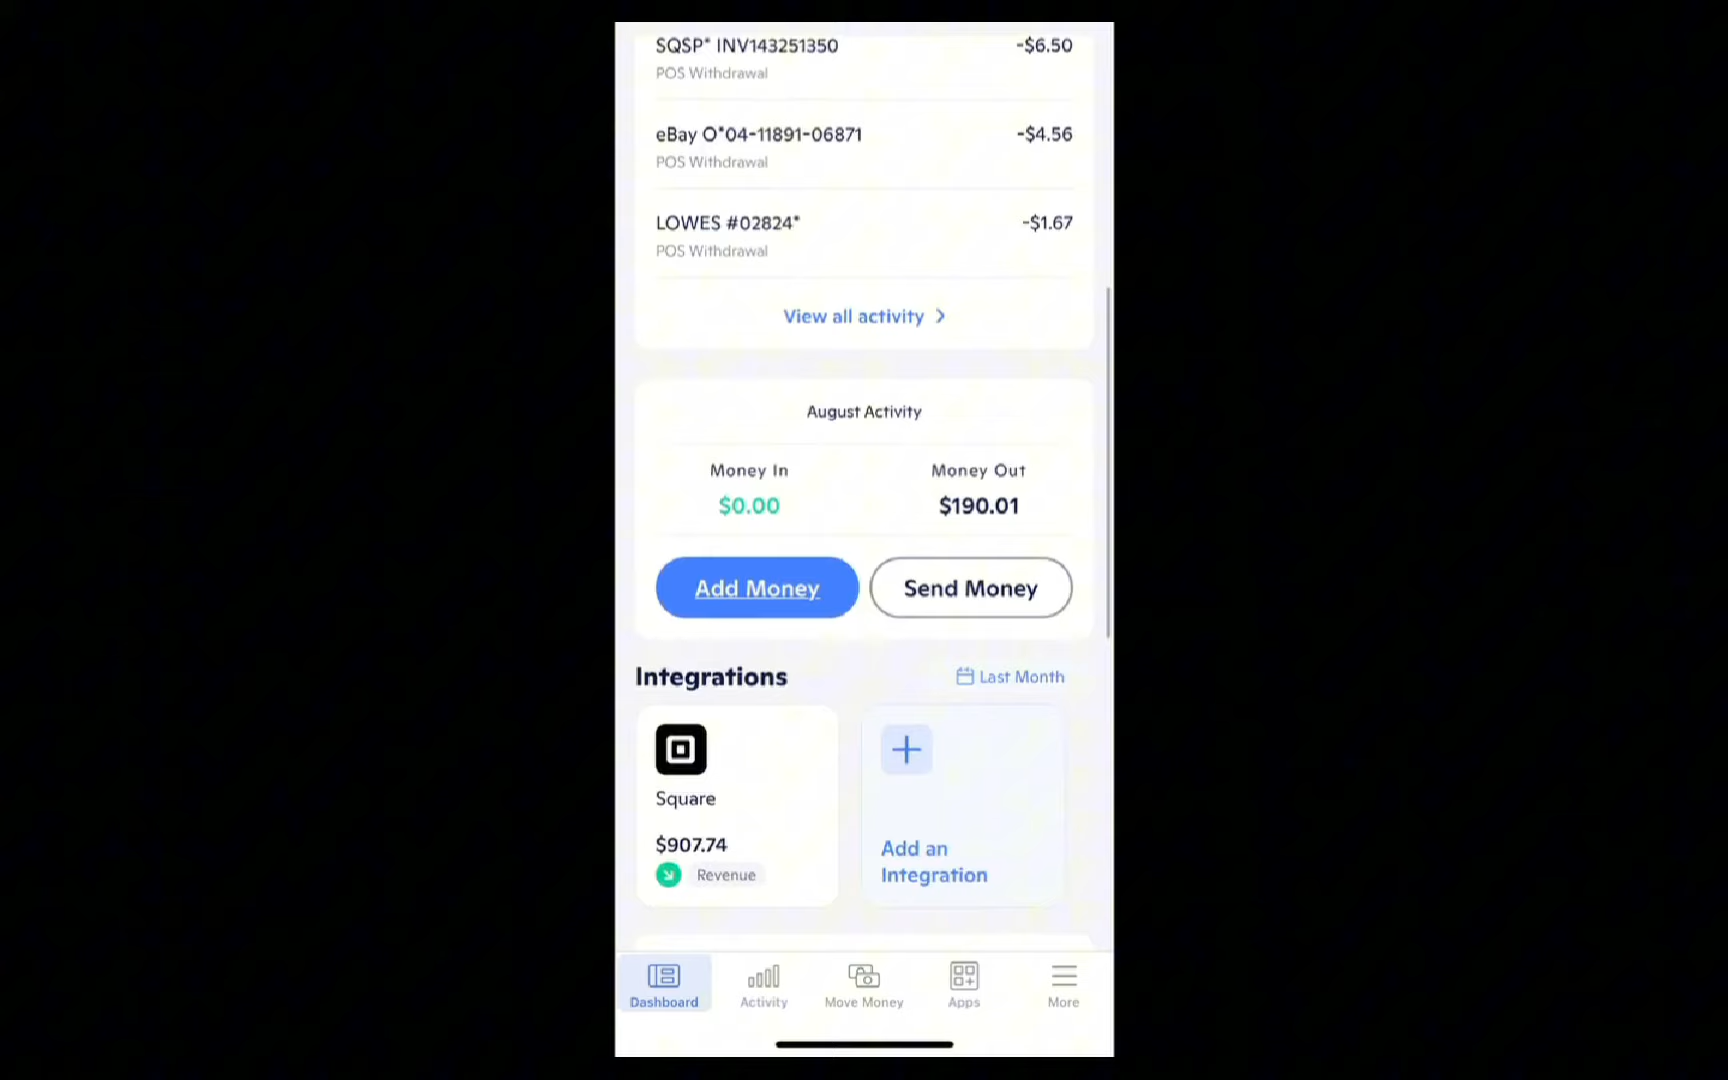 SQSP* INV143251350 -$6.50
POS Withdrawal
eBay O*04-11891-06871 -$4.56
POS Withdrawal
LOWES #02824* -$1.67
POS Withdrawal
View all activity
August Activity
Money In Money Out
$0.00 $190.01
Add Money Send Money
Integrations Last Month
Square
$907.74
Revenue
Add an
Integration
Dashboard Activity Move Money Apps More